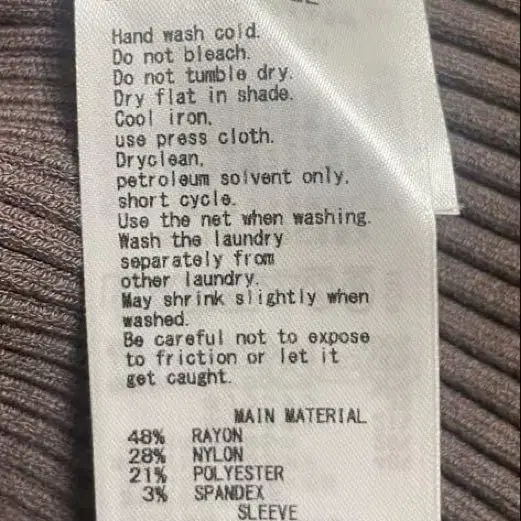 Hand wash cold.
Do not bleach.
Do not tumble dry.
Dry flat in shade.
Cool iron,
use press cloth.
Dryclean,
petroleum solvent only,
short cycle.
Use the net when washing.
Wash the laundry
separately from
other laundry.
May shrink slightly when
washed.
Be careful not to expose
to friction or let it
get caught.
MAIN MATERIAL
48% RAYON
28% NYLON
21% POLYESTER
3% SPANDEX
SLEEVE